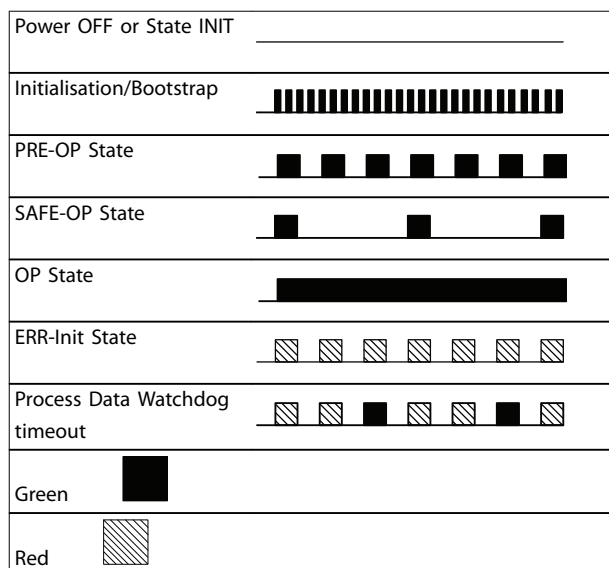 Power OFF or State INIT
Initialisation/Bootstrap
PRE-OP State
SAFE-OP State
OP State
ERR-Init State
Process Data Watchdog
timeout
Green
Red